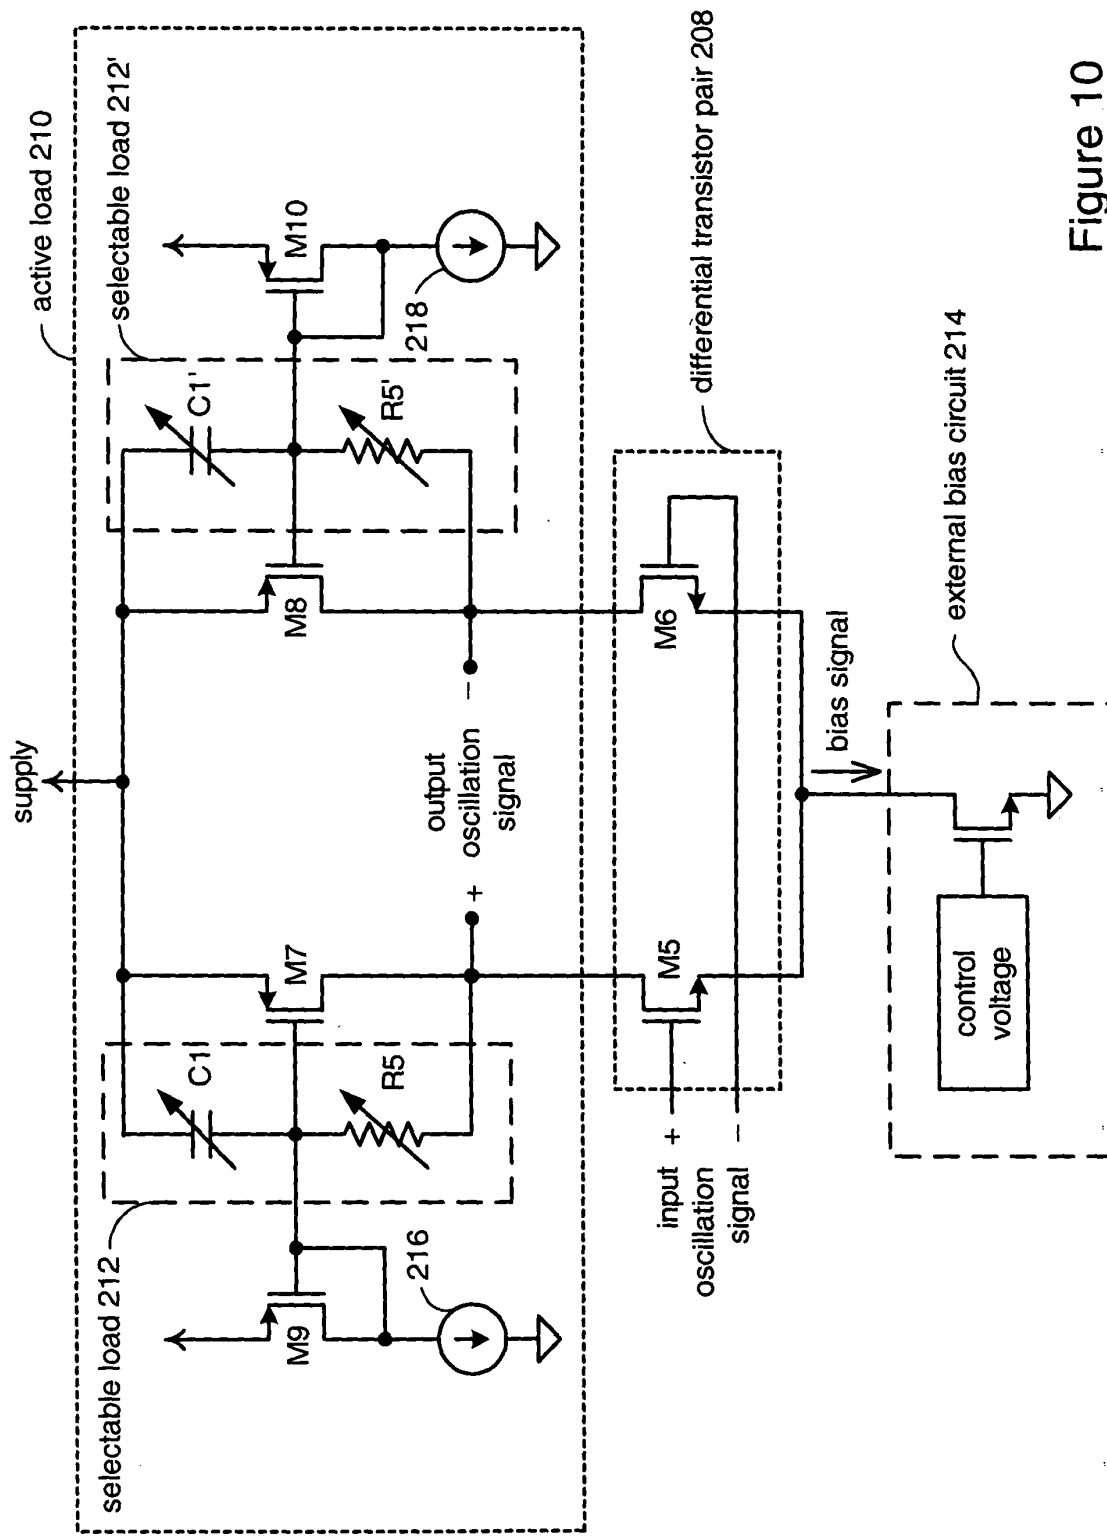 supply
active load 210
selectable load 212
selectable load 212'
C1
C1'
M9
M7
M8
M10
R5
R5'
216
218
+ output oscillation signal −
input oscillation signal
+
−
M5
M6
differential transistor pair 208
bias signal
external bias circuit 214
control
voltage
Figure 10